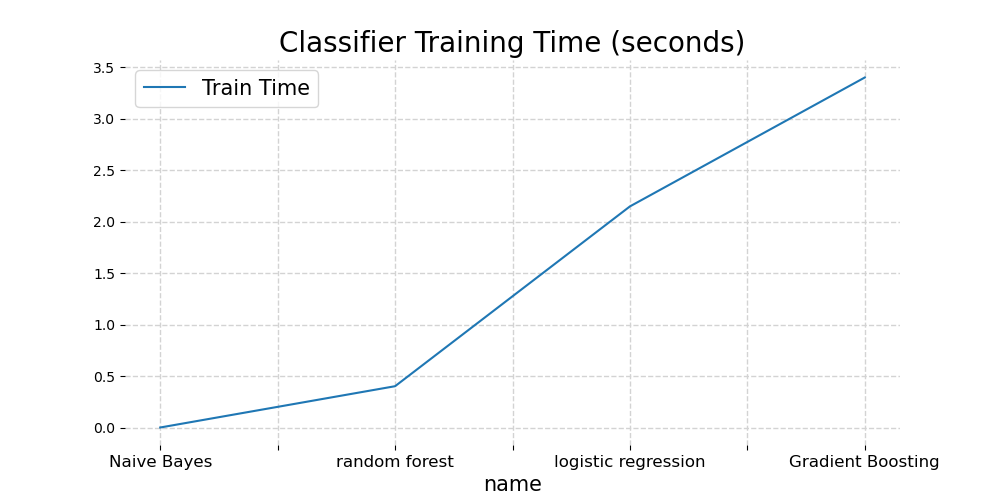 Classifier Training Time (seconds)
Train Time
3.5
3.0
2.5
2.0
1.5
1.0
0.5
0.0
Naive Bayes random forest logistic regression Gradient Boosting
name